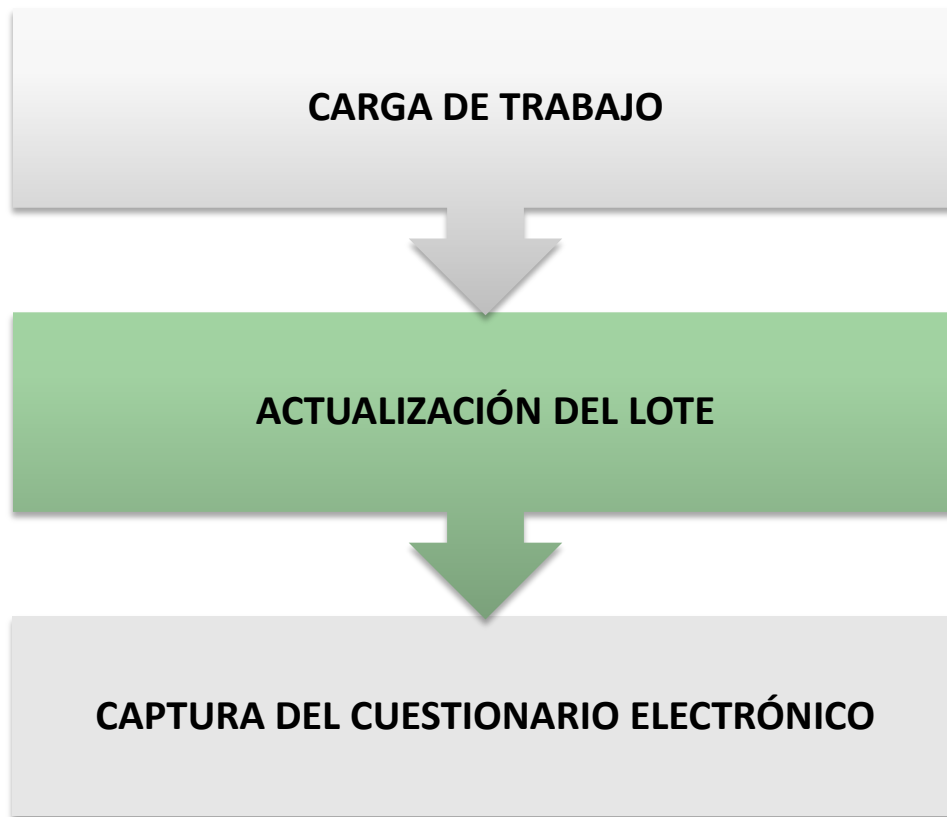 CARGA DE TRABAJO
ACTUALIZACIÓN DEL LOTE
CAPTURA DEL CUESTIONARIO ELECTRÓNICO